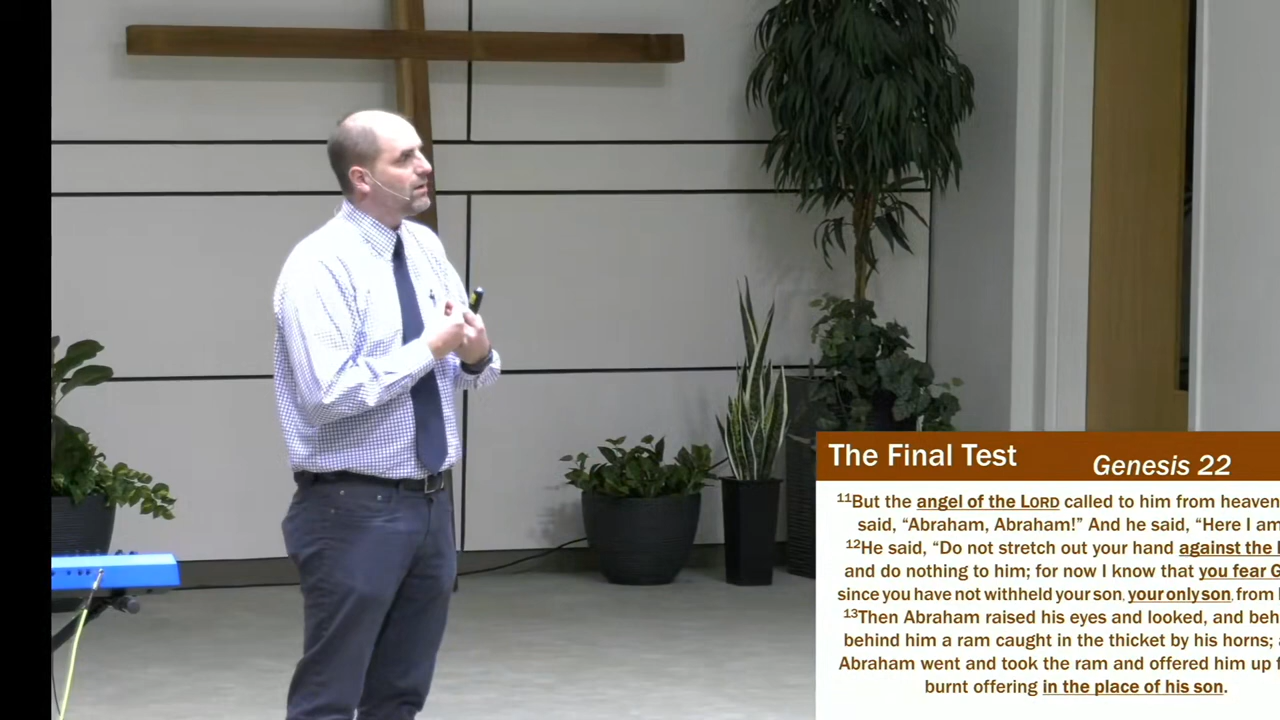 The Final Test
Genesis 22
¹¹But the angel of the LORD called to him from heaven
said, “Abraham, Abraham!” And he said, “Here I am
¹²He said, “Do not stretch out your hand against the
and do nothing to him; for now I know that you fear
since you have not withheld your son, your only son, from
¹³Then Abraham raised his eyes and looked, and
behind him a ram caught in the thicket by his horns;
Abraham went and took the ram and offered him up
burnt offering in the place of his son.